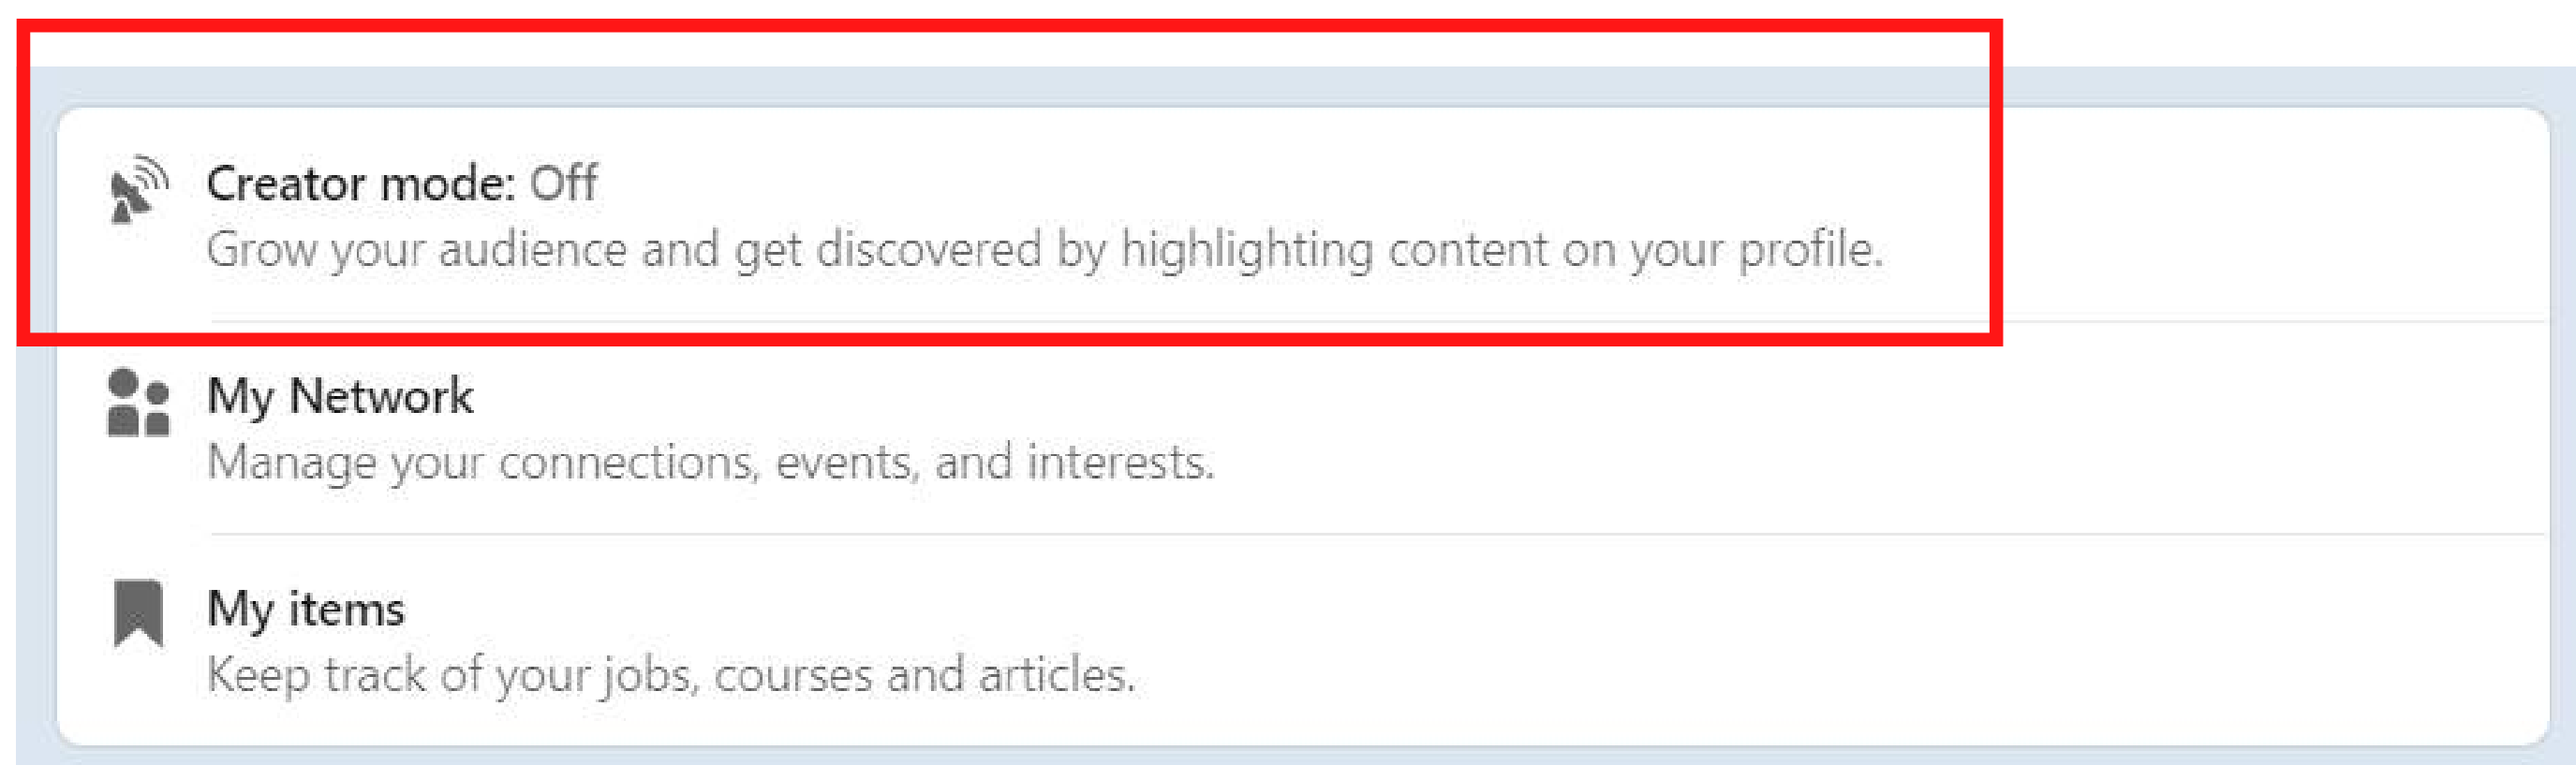 Creator mode: Off
Grow your audience and get discovered by highlighting content on your profile.
My Network
Manage your connections, events, and interests.
My items
Keep track of your jobs, courses and articles.